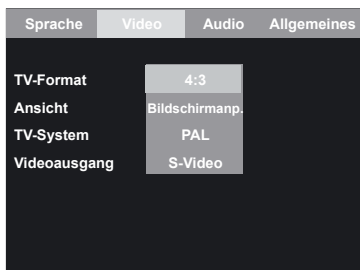 Sprache Video Audio Allgemeines
TV-Format 4:3
Ansicht Bildschirmanp.
TV-System PAL
Videoausgang S-Video